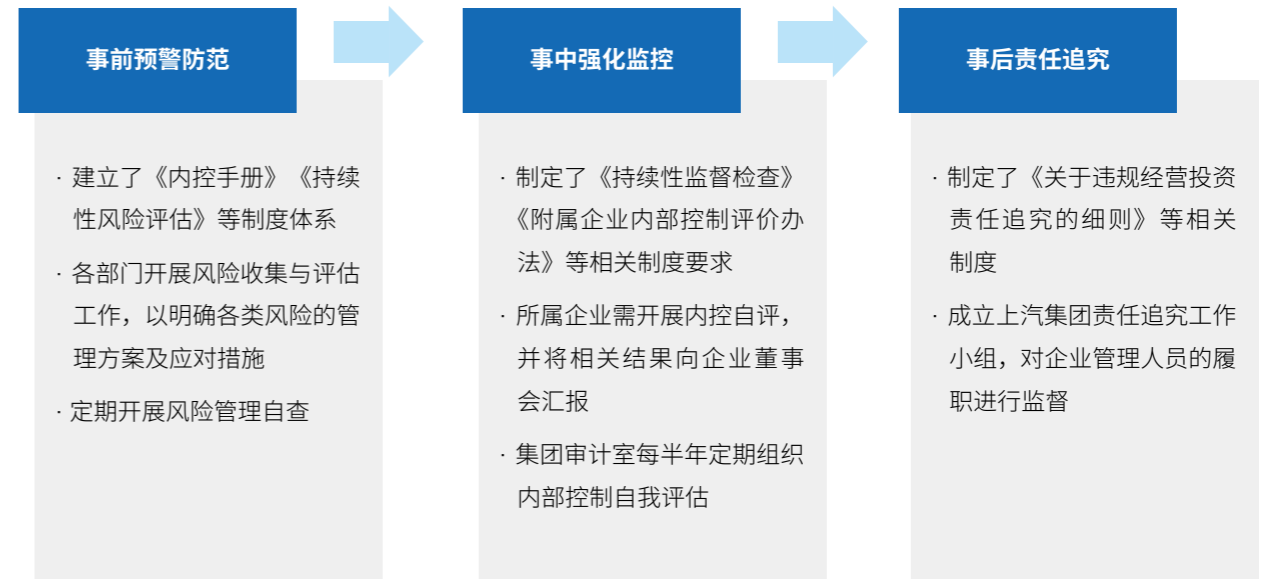 事前预警防范
· 建立了《内控手册》《持续
性风险评估》等制度体系
· 各部门开展风险收集与评估
工作，以明确各类风险的管
理方案及应对措施
· 定期开展风险管理自查
事中强化监控
· 制定了《持续性监督检查》
《附属企业内部控制评价办
法》等相关制度要求
· 所属企业需开展内控自评，
并将相关结果向企业董事
会汇报
· 集团审计室每半年定期组织
内部控制自我评估
事后责任追究
· 制定了《关于违规经营投资
责任追究的细则》等相关
制度
· 成立上汽集团责任追究工作
小组，对企业管理人员的履
职进行监督